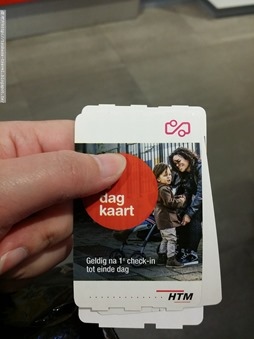 dag
kaart
Geldig na 1e check-in
tot einde dag
HTM